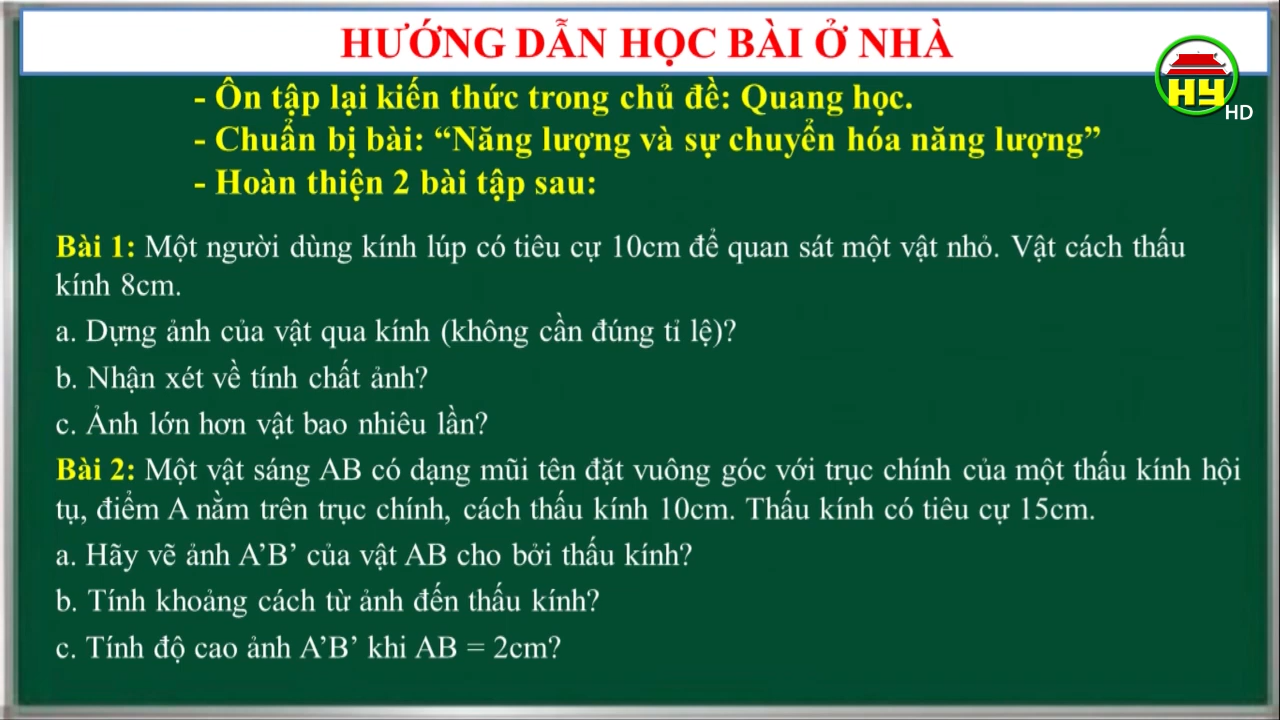 HƯỚNG DẪN HỌC BÀI Ở NHÀ
HY HD
- Ôn tập lại kiến thức trong chủ đề: Quang học.
- Chuẩn bị bài: “Năng lượng và sự chuyển hóa năng lượng”
- Hoàn thiện 2 bài tập sau:
Bài 1: Một người dùng kính lúp có tiêu cự 10cm để quan sát một vật nhỏ. Vật cách thấu
kính 8cm.
a. Dựng ảnh của vật qua kính (không cần đúng tỉ lệ)?
b. Nhận xét về tính chất ảnh?
c. Ảnh lớn hơn vật bao nhiêu lần?
Bài 2: Một vật sáng AB có dạng mũi tên đặt vuông góc với trục chính của một thấu kính hội
tụ, điểm A nằm trên trục chính, cách thấu kính 10cm. Thấu kính có tiêu cự 15cm.
a. Hãy vẽ ảnh A’B’ của vật AB cho bởi thấu kính?
b. Tính khoảng cách từ ảnh đến thấu kính?
c. Tính độ cao ảnh A’B’ khi AB = 2cm?